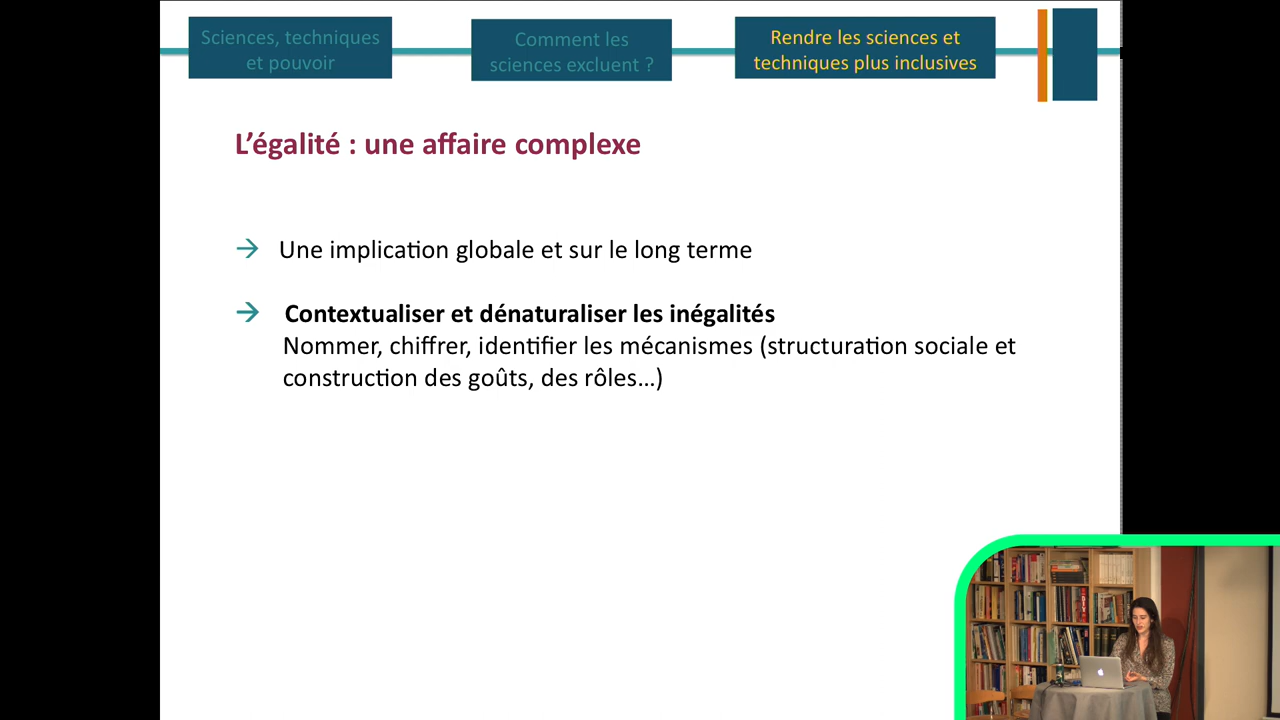 Sciences, techniques
et pouvoir
Comment les
sciences excluent ?
Rendre les sciences et
techniques plus inclusives
L'égalité : une affaire complexe
→ Une implication globale et sur le long terme
→ Contextualiser et dénaturaliser les inégalités
Nommer, chiffrer, identifier les mécanismes (structuration sociale et
construction des goûts, des rôles...)